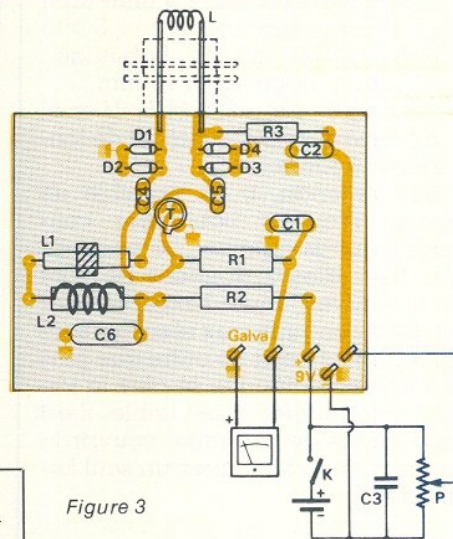 L
D1
D4
R3
D2
D3
C2
C4
T
C5
C1
L1
R1
L2
R2
C6
Galva
+
9V
-
+
K
+
-
C3
P
Figure 3